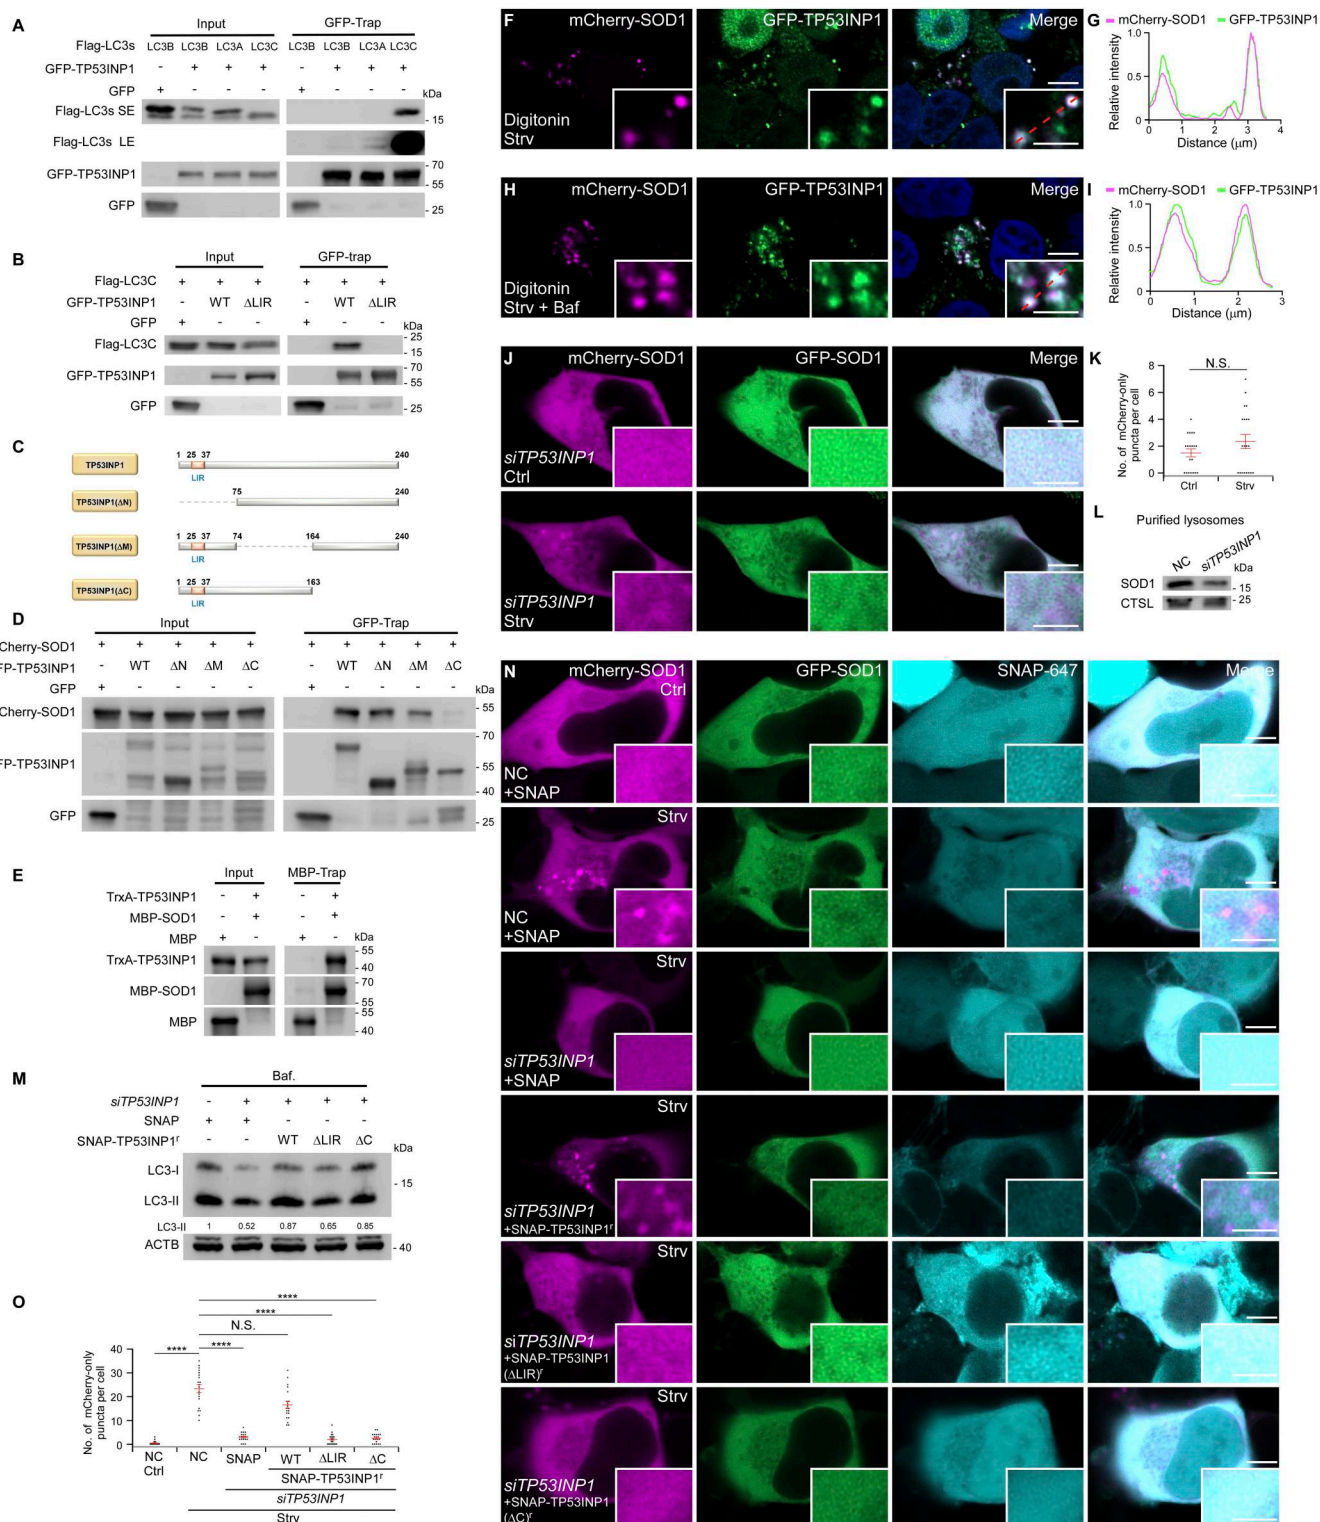 A
Input
GFP-Trap
Flag-LC3s
LC3B LC3B LC3A LC3C
LC3B LC3B LC3A LC3C
GFP-TP53INP1
- + + +
- + + +
GFP
+ - - -
+ - - -
kDa
Flag-LC3s SE
- 15
Flag-LC3s LE
GFP-TP53INP1
- 70
- 55
GFP
- 25
B
Input
GFP-trap
Flag-LC3C
+ + +
+ + +
GFP-TP53INP1
- WT ΔLIR
- WT ΔLIR
GFP
+ - -
+ - -
kDa
Flag-LC3C
- 25
- 15
GFP-TP53INP1
- 70
- 55
GFP
- 25
C
TP53INP1
1 25 37 240
LIR
TP53INP1(ΔN)
75 240
TP53INP1(ΔM)
1 25 37 74 164 240
LIR
TP53INP1(ΔC)
1 25 37 163
LIR
D
Input
GFP-Trap
Cherry-SOD1
+ + + + +
+ + + + +
FP-TP53INP1
- WT ΔN ΔM ΔC
- WT ΔN ΔM ΔC
GFP
+ - - - -
+ - - - -
kDa
Cherry-SOD1
- 55
FP-TP53INP1
- 70
- 55
- 40
GFP
- 25
E
Input
MBP-Trap
TrxA-TP53INP1
- +
- +
MBP-SOD1
- +
- +
MBP
+ -
+ -
kDa
TrxA-TP53INP1
- 55
- 40
MBP-SOD1
- 70
- 55
MBP
- 55
- 40
M
Baf.
siTP53INP1
- + + + +
SNAP
+ + - - -
SNAP-TP53INP1r
- - WT ΔLIR ΔC
kDa
LC3-I
- 15
LC3-II
LC3-II 1 0.52 0.87 0.65 0.85
ACTB
- 40
O
No. of mCherry-only
puncta per cell
40
30
20
10
0
****
****
N.S.
****
****
NC
Ctrl
NC
SNAP
WT
ΔLIR
ΔC
SNAP-TP53INP1r
siTP53INP1
Strv
F
mCherry-SOD1
GFP-TP53INP1
Merge
Digitonin
Strv
G
mCherry-SOD1
GFP-TP53INP1
Relative intensity
1.0
0.5
0
0 1 2 3 4
Distance (μm)
H
mCherry-SOD1
GFP-TP53INP1
Merge
Digitonin
Strv + Baf
I
mCherry-SOD1
GFP-TP53INP1
Relative intensity
1.0
0.5
0
0 1 2 3
Distance (μm)
J
mCherry-SOD1
GFP-SOD1
Merge
siTP53INP1
Ctrl
siTP53INP1
Strv
K
N.S.
No. of mCherry-only
puncta per cell
8
6
4
2
0
Ctrl
Strv
L
Purified lysosomes
NC
siTP53INP1
kDa
SOD1
- 15
CTSL
- 25
N
mCherry-SOD1
GFP-SOD1
SNAP-647
Merge
Ctrl
NC
+SNAP
Strv
NC
+SNAP
Strv
siTP53INP1
+SNAP
Strv
siTP53INP1
+SNAP-TP53INP1r
Strv
siTP53INP1
+SNAP-TP53INP1
(ΔLIR)r
Strv
siTP53INP1
+SNAP-TP53INP1
(ΔC)r